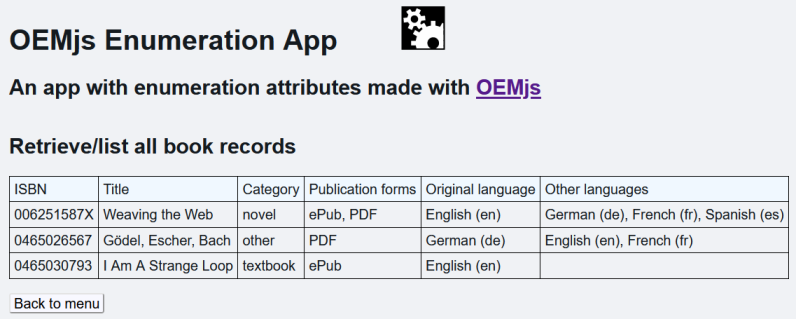 OEMjs Enumeration App
An app with enumeration attributes made with OEMjs
Retrieve/list all book records
ISBN Title Category Publication forms Original language Other languages
006251587X Weaving the Web novel ePub, PDF English (en) German (de), French (fr), Spanish (es)
0465026567 Gödel, Escher, Bach other PDF German (de) English (en), French (fr)
0465030793 I Am A Strange Loop textbook ePub English (en)
Back to menu